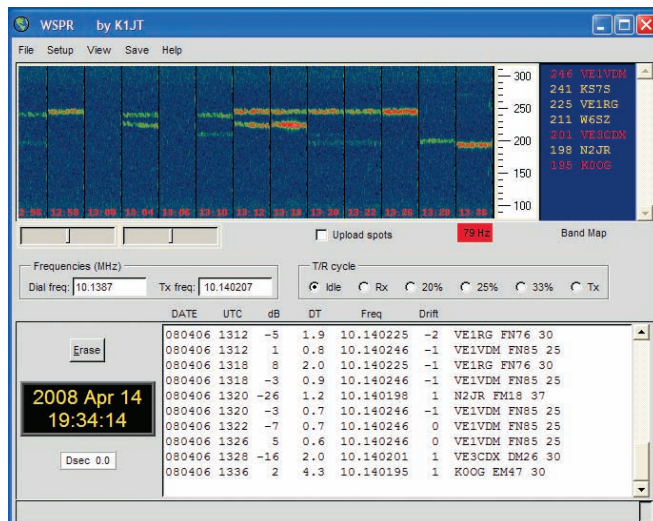 WSPR by K1JT
File Setup View Save Help
300
250
200
150
100
246 VE1VDM
241 KS7S
225 VE1RG
211 W6SZ
201 VE3CDX
198 N2JR
195 K0OG
12:58 13:00 13:04 13:06 13:10 13:12 13:18 13:20 13:22 13:26 13:28 13:36
Upload spots
79 Hz
Band Map
Frequencies (MHz)
Dial freq: 10.1387 Tx freq: 10.140207
T/R cycle
Idle Rx 20% 25% 33% Tx
DATE UTC dB DT Freq Drift
Erase
2008 Apr 14
19:34:14
Dsec 0.0
080406 1312 -5 1.9 10.140225 -2 VE1RG FN76 30
080406 1312 1 0.8 10.140246 -1 VE1VDM FN85 25
080406 1318 8 2.0 10.140225 -1 VE1RG FN76 30
080406 1318 -3 0.9 10.140246 -1 VE1VDM FN85 25
080406 1320 -26 1.2 10.140198 1 N2JR FM18 37
080406 1320 -3 0.7 10.140246 -1 VE1VDM FN85 25
080406 1322 -7 0.7 10.140246 0 VE1VDM FN85 25
080406 1326 5 0.6 10.140246 0 VE1VDM FN85 25
080406 1328 -16 2.0 10.140201 1 VE3CDX DM26 30
080406 1336 2 4.3 10.140195 1 K0OG EM47 30